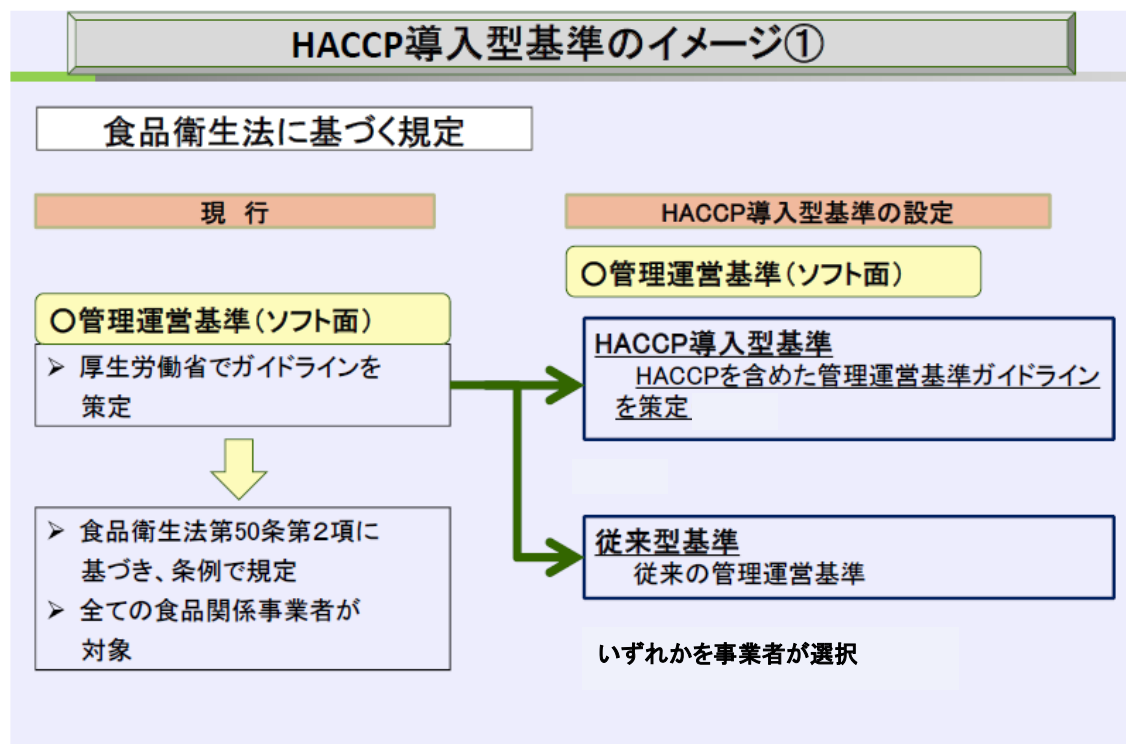 HACCP導入型基準のイメージ①
食品衛生法に基づく規定
現 行
〇管理運営基準(ソフト面)
➢ 厚生労働省でガイドラインを
策定
➢ 食品衛生法第50条第2項に
基づき、条例で規定
➢ 全ての食品関係事業者が
対象
HACCP導入型基準の設定
〇管理運営基準(ソフト面)
HACCP導入型基準
HACCPを含めた管理運営基準ガイドライン
を策定
従来型基準
従来の管理運営基準
いずれかを事業者が選択